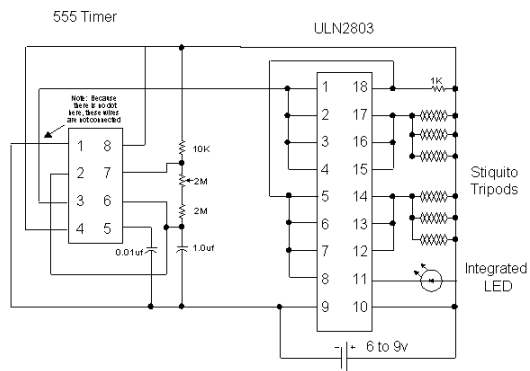 555 Timer
ULN2803
Note: Because
there is no dot
here, these wires
are not connected
1 8
2 7
3 6
4 5
10K
2M
2M
0.01uf
1.0uf
1 18
2 17
3 16
4 15
5 14
6 13
7 12
8 11
9 10
1K
Stiquito
Tripods
Integrated
LED
- + 6 to 9v